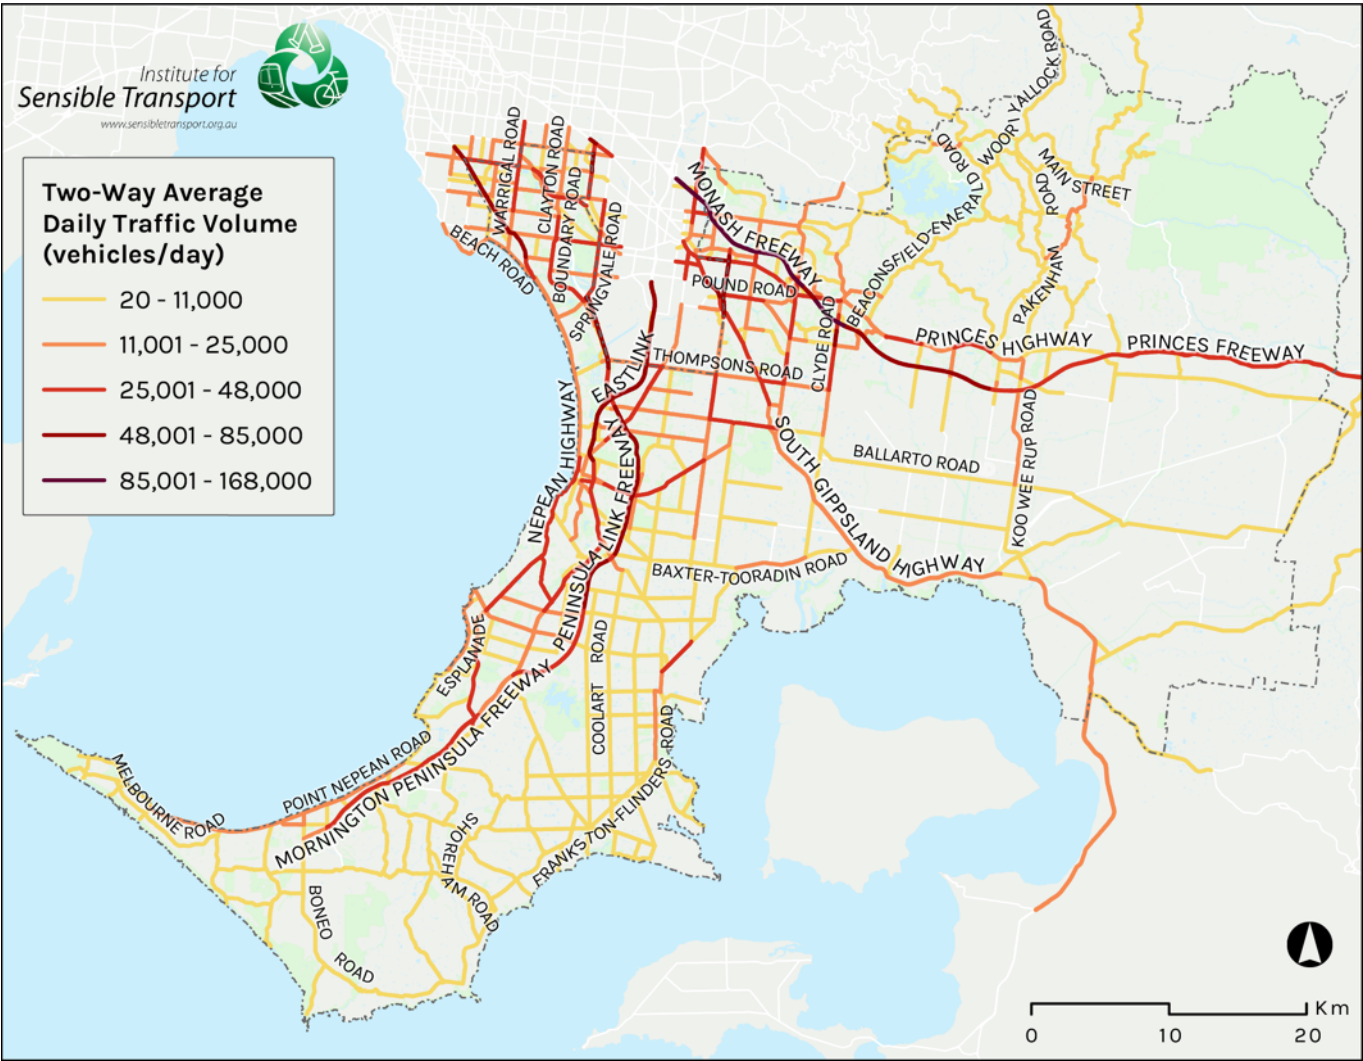 Institute for
Sensible Transport
www.sensibletransport.org.au
Two-Way Average
Daily Traffic Volume
(vehicles/day)
20 - 11,000
11,001 - 25,000
25,001 - 48,000
48,001 - 85,000
85,001 - 168,000
WOORI YALLOCK ROAD
WARRIGAL ROAD
CLAYTON ROAD
BOUNDARY ROAD
SPRINGVALE ROAD
BEACH ROAD
MONASH FREEWAY
EMERALD ROAD
MAIN STREET
BEACONSFIELD-EMERALD ROAD
PAKENHAM ROAD
POUND ROAD
CLYDE ROAD
PRINCES HIGHWAY
PRINCES FREEWAY
THOMPSONS ROAD
EASTLINK
NEPEAN HIGHWAY
SOUTH GIPPSLAND HIGHWAY
BALLARTO ROAD
KOO WEE RUP ROAD
PENINSULA LINK FREEWAY
BAXTER-TOORADIN ROAD
ESPLANADE
COOLART ROAD
MORNINGTON PENINSULA FREEWAY
POINT NEPEAN ROAD
MELBOURNE ROAD
SHOREHAM ROAD
FRANKSTON-FLINDERS ROAD
BONEO ROAD
Km
0 10 20